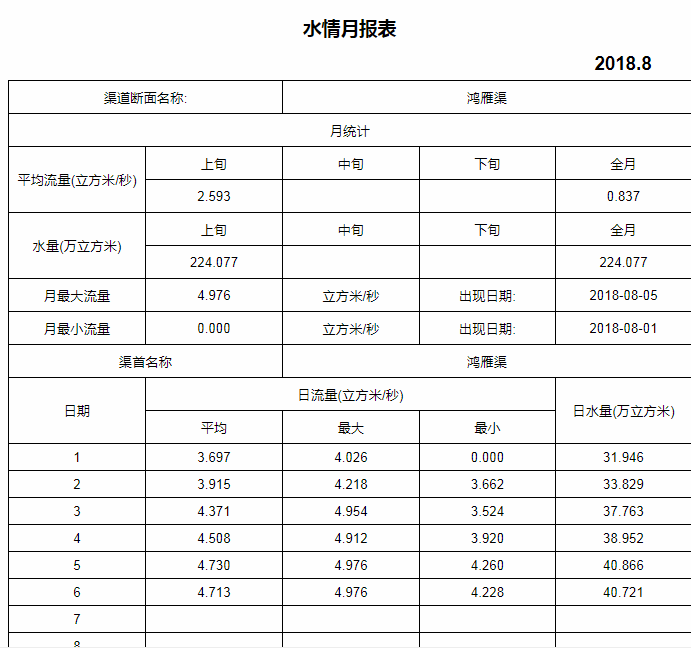 水情月报表
2018.8
渠道断面名称: 鸿雁渠
月统计
平均流量(立方米/秒) 上旬 中旬 下旬 全月
2.593 0.837
水量(万立方米) 上旬 中旬 下旬 全月
224.077 224.077
月最大流量 4.976 立方米/秒 出现日期: 2018-08-05
月最小流量 0.000 立方米/秒 出现日期: 2018-08-01
渠首名称 鸿雁渠
日期 日流量(立方米/秒) 日水量(万立方米)
平均 最大 最小
1 3.697 4.026 0.000 31.946
2 3.915 4.218 3.662 33.829
3 4.371 4.954 3.524 37.763
4 4.508 4.912 3.920 38.952
5 4.730 4.976 4.260 40.866
6 4.713 4.976 4.228 40.721
7
8